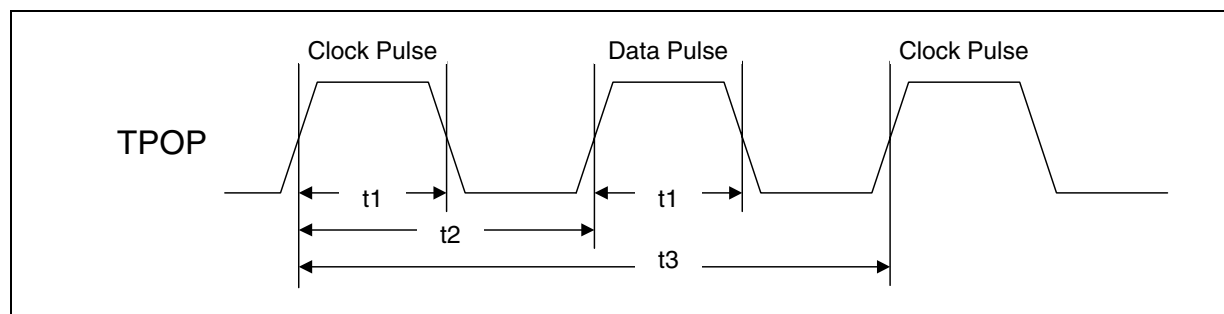 Clock Pulse Data Pulse Clock Pulse
TPOP
t1 t1
t2
t3